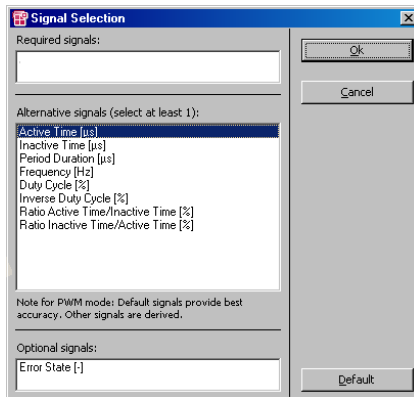 Signal Selection
Required signals:
Ok
Cancel
Alternative signals (select at least 1):
Active Time [µs]
Inactive Time [µs]
Period Duration [µs]
Frequency [Hz]
Duty Cycle [%]
Inverse Duty Cycle [%]
Ratio Active Time/Inactive Time [%]
Ratio Inactive Time/Active Time [%]
Note for PWM mode: Default signals provide best
accuracy. Other signals are derived.
Optional signals:
Error State [-]
Default